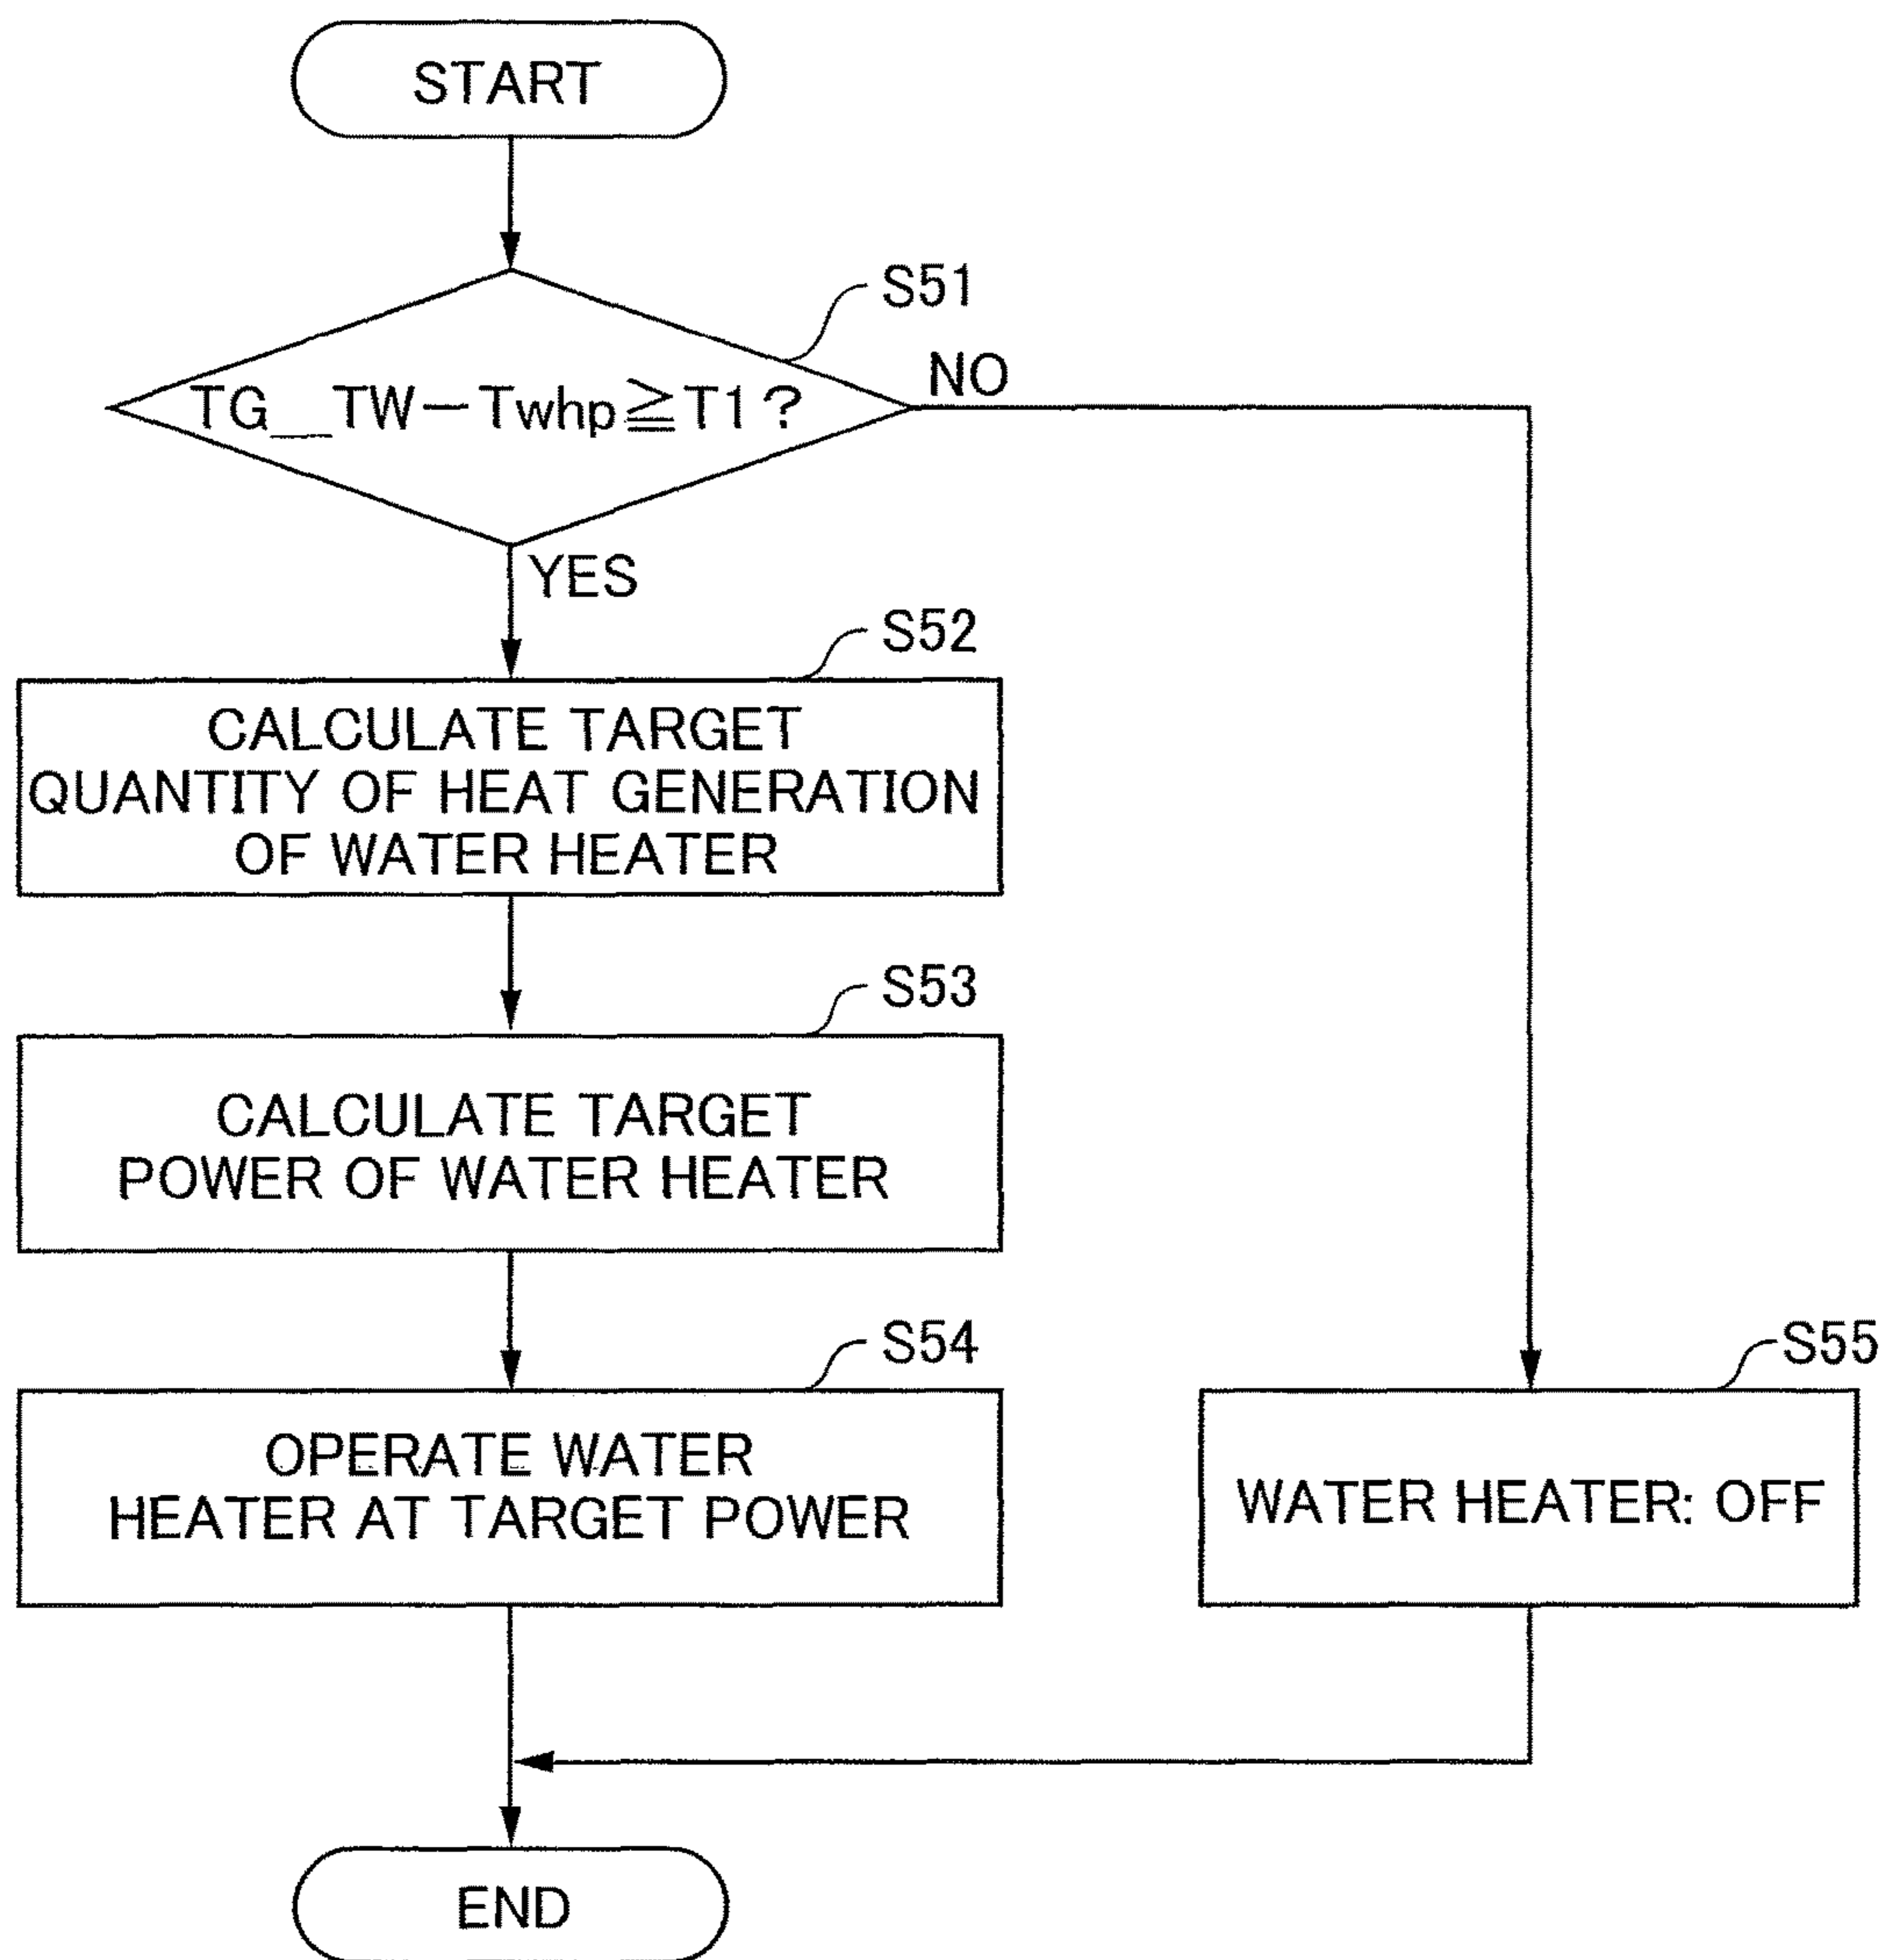 START
S51
TG__TW-Twhp≧T1?
NO
YES
S52
CALCULATE TARGET
QUANTITY OF HEAT GENERATION
OF WATER HEATER
S53
CALCULATE TARGET
POWER OF WATER HEATER
S54
OPERATE WATER
HEATER AT TARGET POWER
S55
WATER HEATER: OFF
END